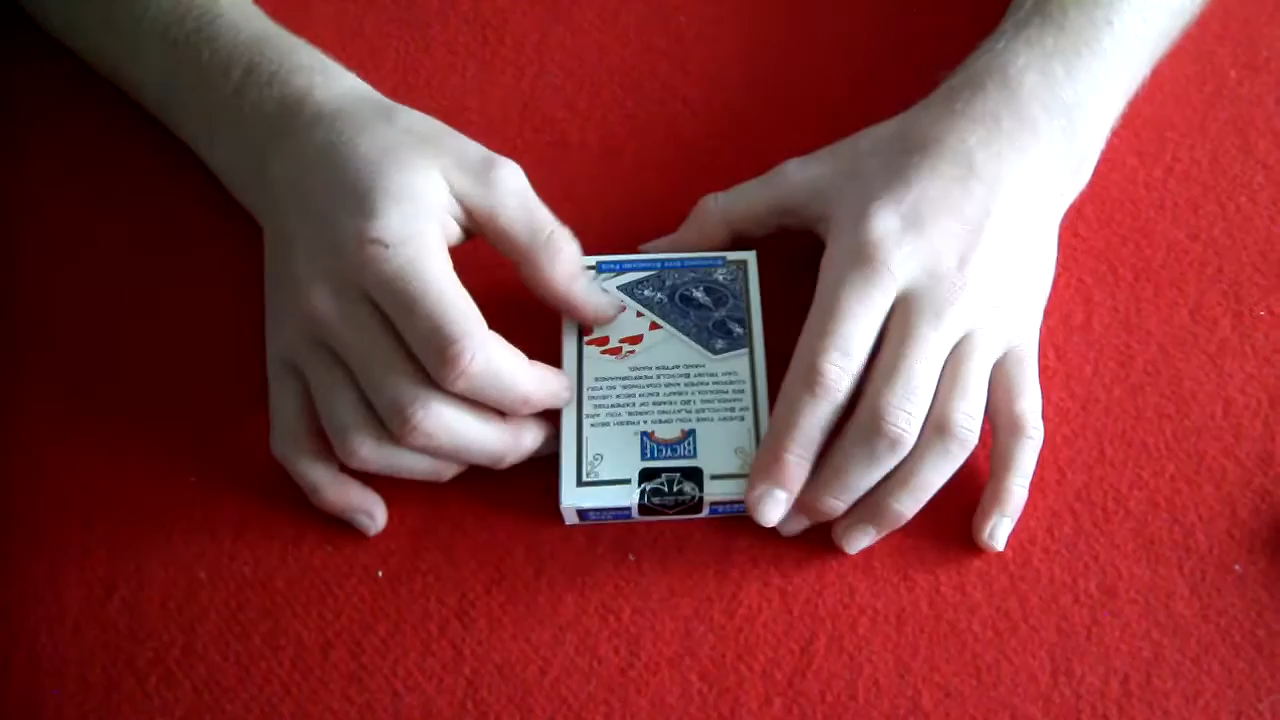 BICYCLE
EVERY TIME YOU OPEN A FRESH DECK
OF BICYCLE PLAYING CARDS, YOU ARE
HANDLING 120 YEARS OF EXPERTISE.
WE PROUDLY CRAFT EACH DECK USING
CUSTOM PAPER AND COATINGS, SO YOU
CAN TRUST BICYCLE PERFORMANCE
HAND AFTER HAND.